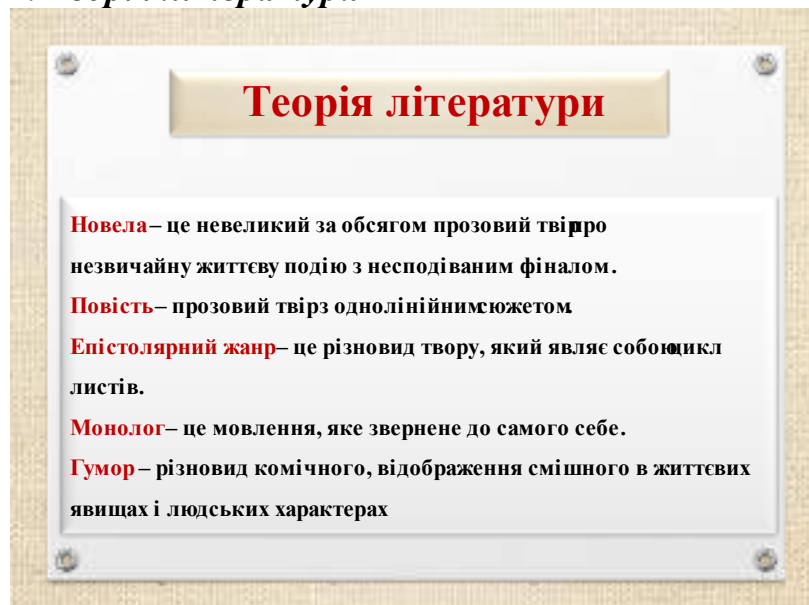 Теорія літератури
Новела – це невеликий за обсягом прозовий твір про
незвичайну життєву подію з несподіваним фіналом.
Повість – прозовий твір з однолінійним сюжетом.
Епістолярний жанр – це різновид твору, який являє собою цикл
листів.
Монолог – це мовлення, яке звернене до самого себе.
Гумор – різновид комічного, відображення смішного в життєвих
явищах і людських характерах